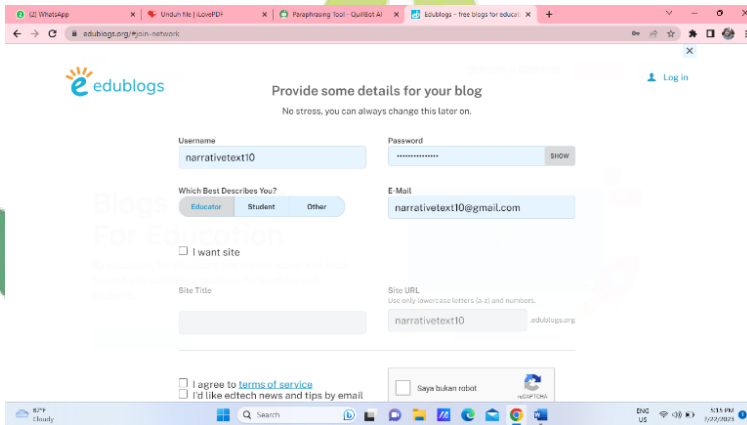 (2) WhatsApp
Unduh file | iLovePDF
Paraphrasing Tool - QuillBot AI
Edublogs – free blogs for educat
edublogs.org/#join-network
edublogs
Log in
Provide some details for your blog
No stress, you can always change this later on.
Username
Password
narrativetext10
SHOW
Which Best Describes You?
E-Mail
Educator Student Other
narrativetext10@gmail.com
Blogs
For Education
I want site
Site Title
Site URL
Use only lowercase letters (a-z) and numbers.
narrativetext10 .edublogs.org
I agree to terms of service
I'd like edtech news and tips by email
Saya bukan robot
reCAPTCHA
87°F
Cloudy
Search
ENG
US
5:15 PM
7/22/2023